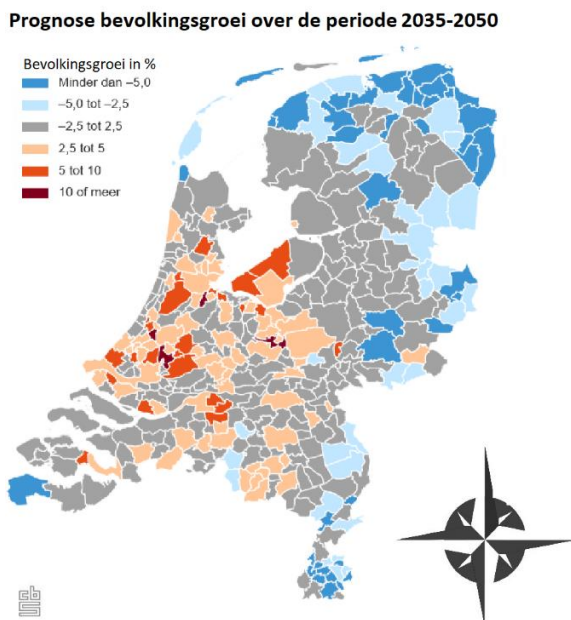 Prognose bevolkingsgroei over de periode 2035-2050
Bevolkingsgroei in %
Minder dan –5,0
–5,0 tot –2,5
–2,5 tot 2,5
2,5 tot 5
5 tot 10
10 of meer
cbs